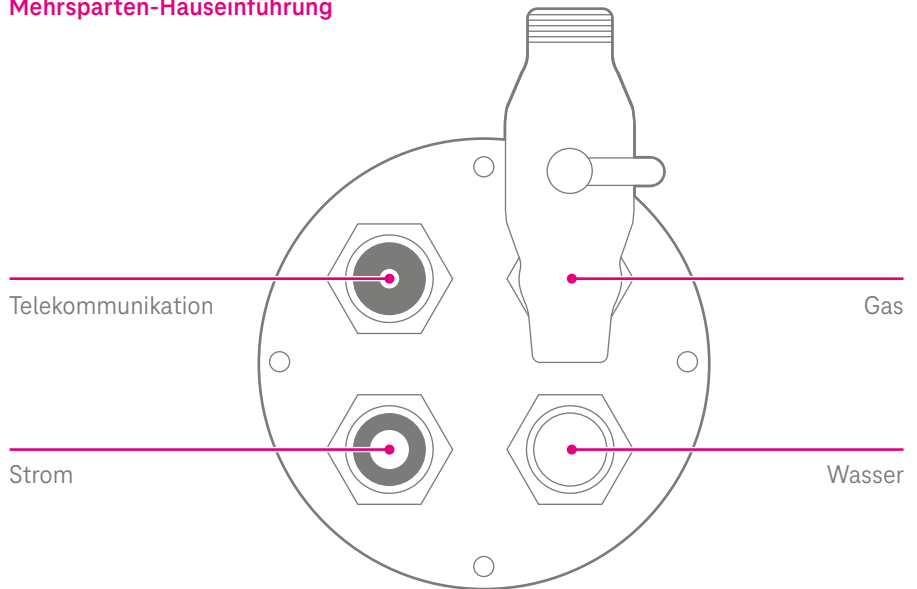 Mehrsparten-Hauseinführung
Telekommunikation
Gas
Strom
Wasser